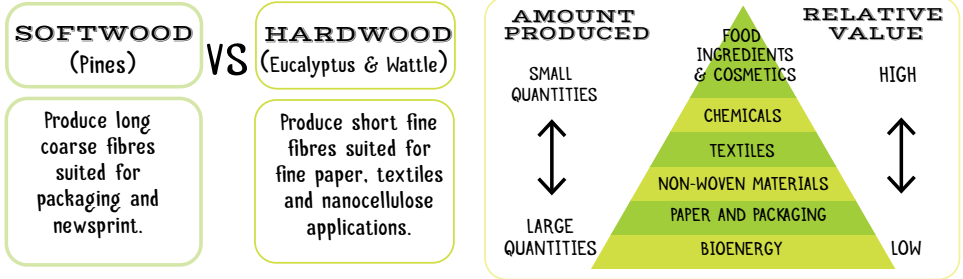 SOFTWOOD
(Pines)
VS
HARDWOOD
(Eucalyptus & Wattle)
Produce long
coarse fibres
suited for
packaging and
newsprint.
Produce short fine
fibres suited for
fine paper, textiles
and nanocellulose
applications.
AMOUNT
PRODUCED
SMALL
QUANTITIES
LARGE
QUANTITIES
FOOD
INGREDIENTS
& COSMETICS
CHEMICALS
TEXTILES
NON-WOVEN MATERIALS
PAPER AND PACKAGING
BIOENERGY
RELATIVE
VALUE
HIGH
LOW